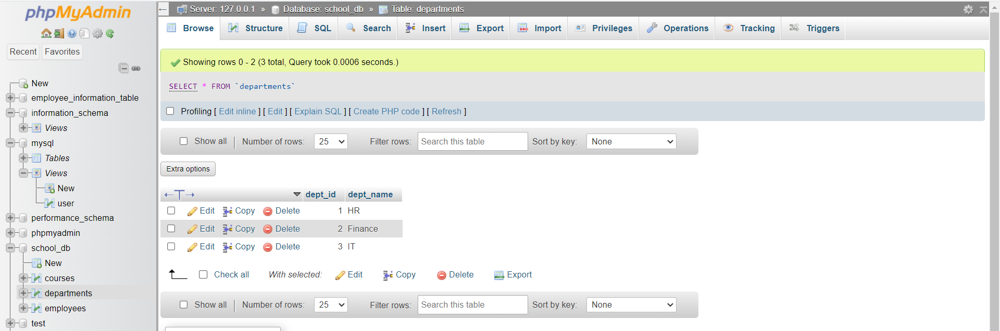 phpMyAdmin
Recent Favorites
New
employee_information_table
information_schema
Views
mysql
Tables
Views
New
user
performance_schema
phpmyadmin
school_db
New
courses
departments
employees
test
Server: 127.0.0.1 » Database: school_db » Table: departments
Browse Structure SQL Search Insert Export Import Privileges Operations Tracking Triggers
Showing rows 0 - 2 (3 total, Query took 0.0006 seconds.)
SELECT * FROM `departments`
Profiling [ Edit inline ] [ Edit ] [ Explain SQL ] [ Create PHP code ] [ Refresh ]
Show all | Number of rows: 25 Filter rows: Search this table Sort by key: None
Extra options
←T→ dept_id dept_name
Edit Copy Delete 1 HR
Edit Copy Delete 2 Finance
Edit Copy Delete 3 IT
Check all With selected: Edit Copy Delete Export
Show all | Number of rows: 25 Filter rows: Search this table Sort by key: None